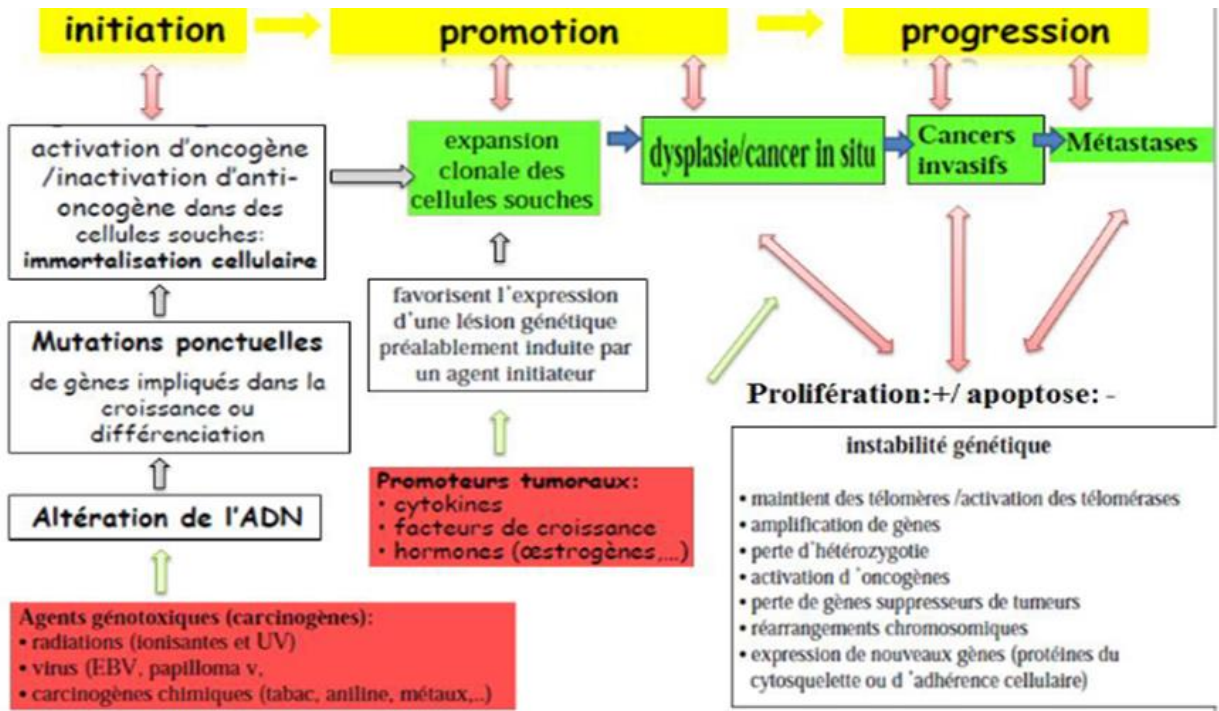 initiation
promotion
progression
activation d'oncogène
/inactivation d'anti-
oncogène dans des
cellules souches:
immortalisation cellulaire
expansion
clonale des
cellules souches
dysplasie/cancer in situ
Cancers
invasifs
Métastases
Mutations ponctuelles
de gènes impliqués dans la
croissance ou
différenciation
favorisent l'expression
d'une lésion génétique
préalablement induite par
un agent initiateur
Altération de l'ADN
Promoteurs tumoraux:
• cytokines
• facteurs de croissance
• hormones (œstrogènes,...)
Agents génotoxiques (carcinogènes):
• radiations (ionisantes et UV)
• virus (EBV, papilloma v,
• carcinogènes chimiques (tabac, aniline, métaux,..)
Prolifération:+/ apoptose: -
instabilité génétique
• maintient des télomères /activation des télomérases
• amplification de gènes
• perte d'hétérozygotie
• activation d 'oncogènes
• perte de gènes suppresseurs de tumeurs
• réarrangements chromosomiques
• expression de nouveaux gènes (protéines du
cytosquelette ou d 'adhérence cellulaire)